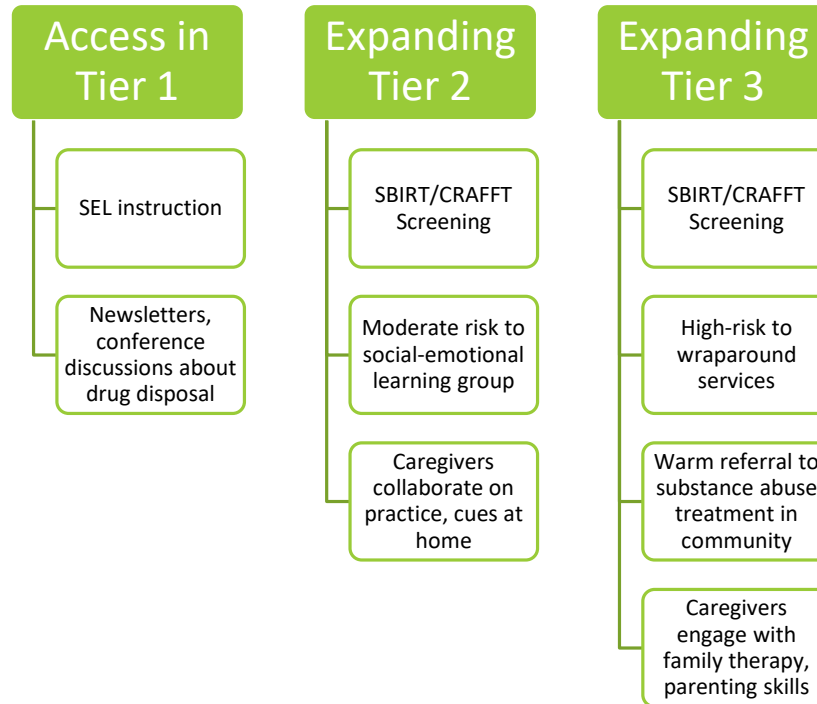 Access in
Tier 1
SEL instruction
Newsletters,
conference
discussions about
drug disposal
Expanding
Tier 2
SBIRT/CRAFFT
Screening
Moderate risk to
social-emotional
learning group
Caregivers
collaborate on
practice, cues at
home
Expanding
Tier 3
SBIRT/CRAFFT
Screening
High-risk to
wraparound
services
Warm referral to
substance abuse
treatment in
community
Caregivers
engage with
family therapy,
parenting skills